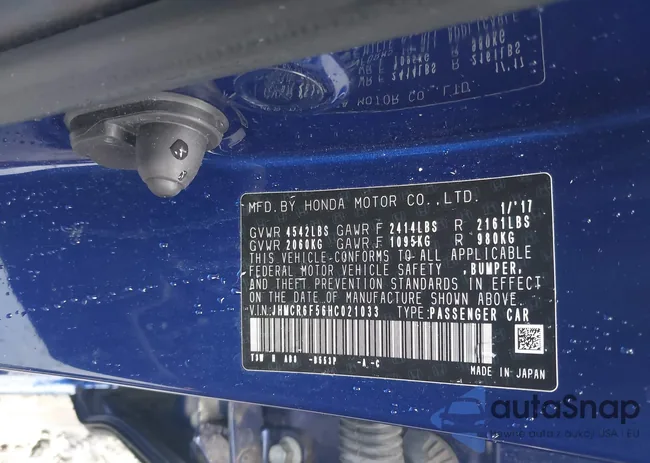 MFD.BY HONDA MOTOR CO.,LTD. 1/'17
GVWR 4542LBS GAWR F 2414LBS R 2161LBS
GVWR 2060KG GAWR F 1095KG R 980KG
THIS VEHICLE CONFORMS TO ALL APPLICABLE
FEDERAL MOTOR VEHICLE SAFETY ,BUMPER,
AND THEFT PREVENTION STANDARDS IN EFFECT
ON THE DATE OF MANUFACTURE SHOWN ABOVE.
V.I.N.:JHMCR6F56HC021033 TYPE:PASSENGER CAR
-A,-C
MADE IN JAPAN
autoSnap